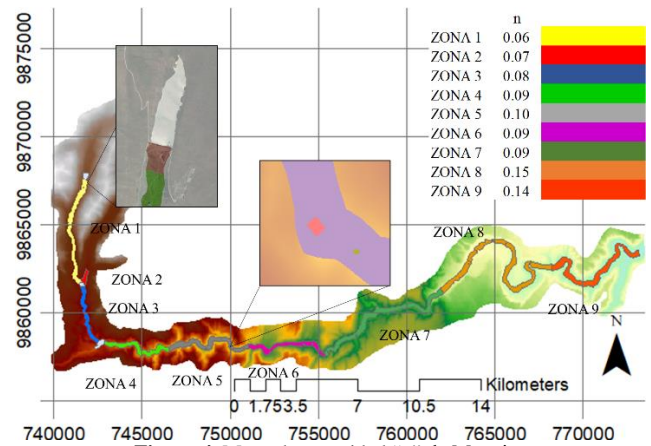 n
ZONA 1 0.06
ZONA 2 0.07
ZONA 3 0.08
ZONA 4 0.09
ZONA 5 0.10
ZONA 6 0.09
ZONA 7 0.09
ZONA 8 0.15
ZONA 9 0.14
9875000
9870000
9865000
9860000
ZONA 1
ZONA 2
ZONA 3
ZONA 4
ZONA 5
ZONA 6
ZONA 7
ZONA 8
ZONA 9
N
Kilometers
0 1.75 3.5 7 10.5 14
740000 745000 750000 755000 760000 765000 770000